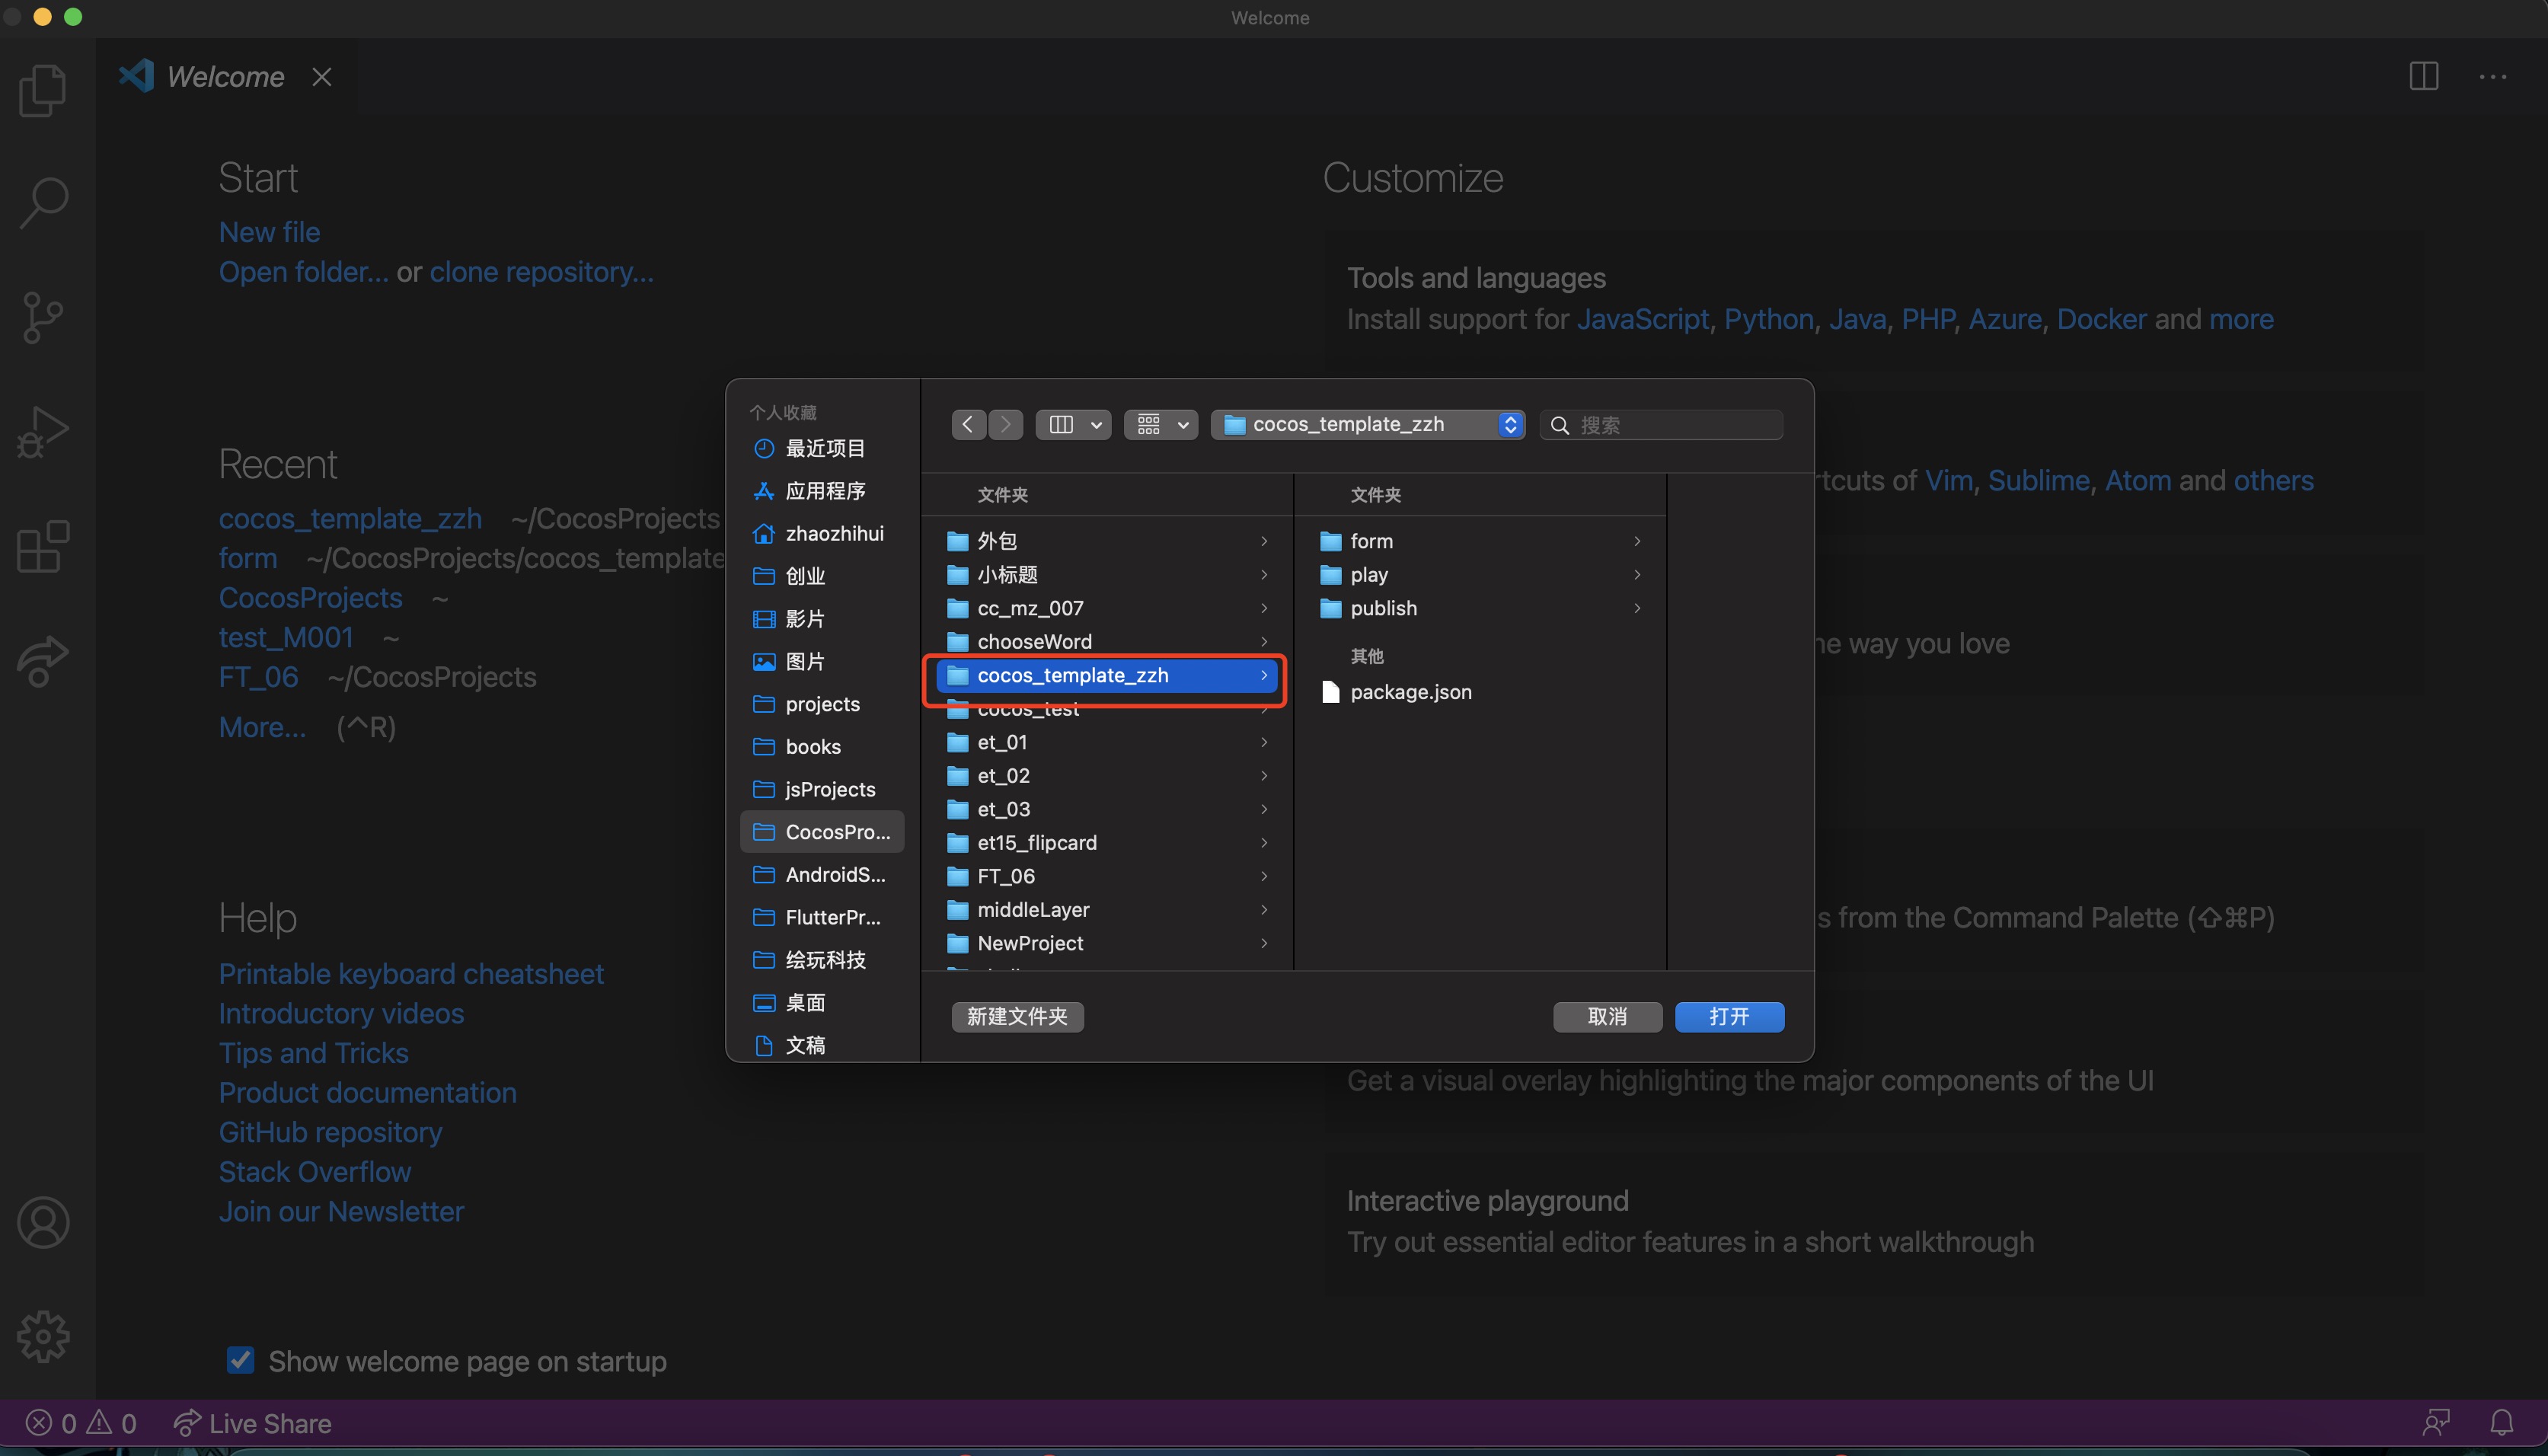 Welcome
Welcome
Start
New file
Open folder... or clone repository...
Recent
cocos_template_zzh ~/CocosProjects
form ~/CocosProjects/cocos_template
CocosProjects ~
test_M001 ~
FT_06 ~/CocosProjects
More... (^R)
Help
Printable keyboard cheatsheet
Introductory videos
Tips and Tricks
Product documentation
GitHub repository
Stack Overflow
Join our Newsletter
Show welcome page on startup
Customize
Tools and languages
Install support for JavaScript, Python, Java, PHP, Azure, Docker and more
tcuts of Vim, Sublime, Atom and others
he way you love
s from the Command Palette (⇧⌘P)
Get a visual overlay highlighting the major components of the UI
Interactive playground
Try out essential editor features in a short walkthrough
个人收藏
最近项目
应用程序
zhaozhihui
创业
影片
图片
projects
books
jsProjects
CocosPro...
AndroidS...
FlutterPr...
绘玩科技
桌面
文稿
cocos_template_zzh
搜索
文件夹
外包
小标题
cc_mz_007
chooseWord
cocos_template_zzh
cocos_test
et_01
et_02
et_03
et15_flipcard
FT_06
middleLayer
NewProject
文件夹
form
play
publish
其他
package.json
新建文件夹
取消
打开
0 0 Live Share